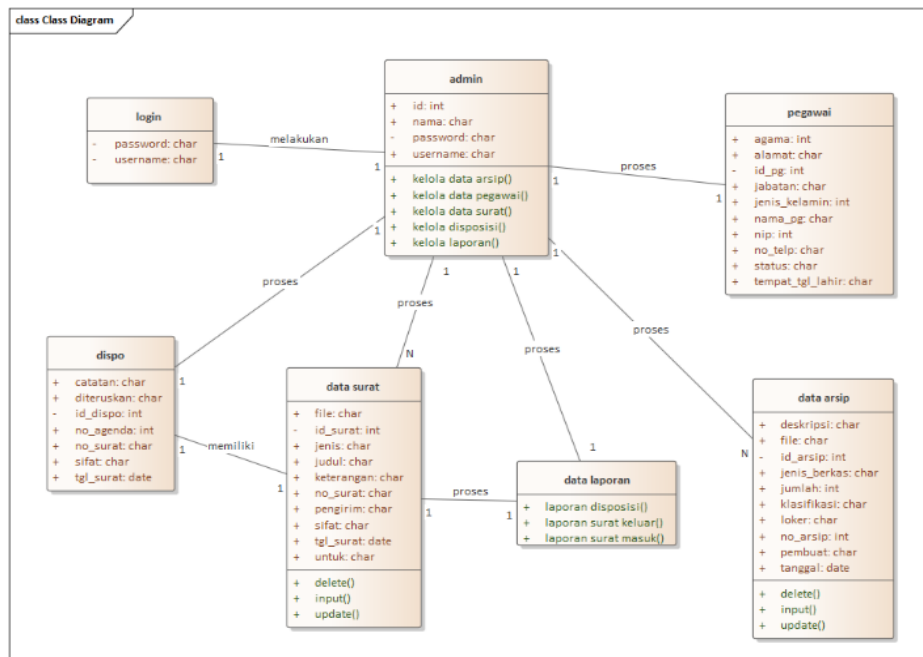 class Class Diagram
admin
+ id: int
+ nama: char
- password: char
+ username: char
+ kelola data arsip()
+ kelola data pegawai()
+ kelola data surat()
+ kelola disposisi()
+ kelola laporan()
login
- password: char
- username: char
pegawai
+ agama: int
+ alamat: char
- id_pg: int
+ jabatan: char
+ jenis_kelamin: int
+ nama_pg: char
+ nip: int
+ no_telp: char
+ status: char
+ tempat_tgl_lahir: char
melakukan
1
1
proses
1
1
proses
1
1
proses
1
N
proses
1
1
proses
1
N
dispo
+ catatan: char
+ diteruskan: char
- id_dispo: int
+ no_agenda: int
+ no_surat: char
+ sifat: char
+ tgl_surat: date
memiliki
1
1
data surat
+ file: char
- id_surat: int
+ jenis: char
+ judul: char
+ keterangan: char
+ no_surat: char
+ pengirim: char
+ sifat: char
+ tgl_surat: date
+ untuk: char
+ delete()
+ input()
+ update()
proses
1
1
data laporan
+ laporan disposisi()
+ laporan surat keluar()
+ laporan surat masuk()
data arsip
+ deskripsi: char
+ file: char
- id_arsip: int
+ jenis_berkas: char
+ jumlah: int
+ klasifikasi: char
+ loker: char
+ no_arsip: int
+ pembuat: char
+ tanggal: date
+ delete()
+ input()
+ update()